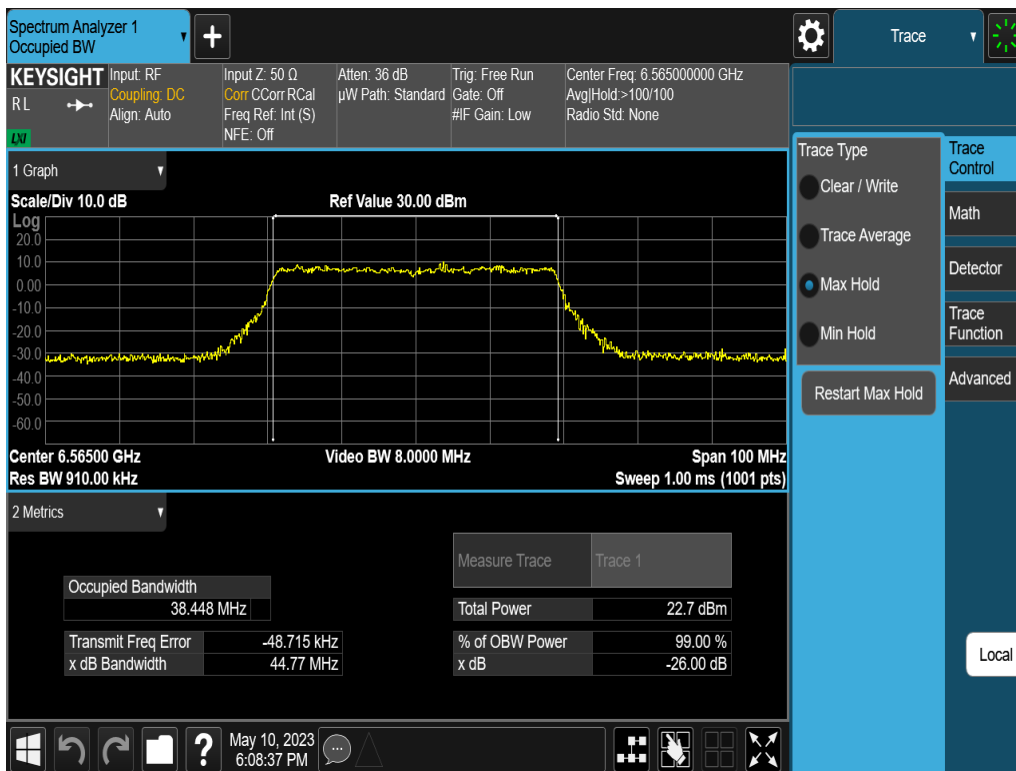 Spectrum Analyzer 1
Occupied BW
+
Trace
KEYSIGHT
RL
LXI
Input: RF
Coupling: DC
Align: Auto
Input Z: 50 Ω
Corr CCorr RCal
Freq Ref: Int (S)
NFE: Off
Atten: 36 dB
µW Path: Standard
Trig: Free Run
Gate: Off
#IF Gain: Low
Center Freq: 6.565000000 GHz
Avg|Hold:>100/100
Radio Std: None
1 Graph
Scale/Div 10.0 dB
Ref Value 30.00 dBm
Log
20.0
10.0
0.00
-10.0
-20.0
-30.0
-40.0
-50.0
-60.0
Center 6.56500 GHz
Video BW 8.0000 MHz
Span 100 MHz
Res BW 910.00 kHz
Sweep 1.00 ms (1001 pts)
2 Metrics
Measure Trace Trace 1
Occupied Bandwidth
38.448 MHz
Total Power 22.7 dBm
Transmit Freq Error -48.715 kHz
% of OBW Power 99.00 %
x dB Bandwidth 44.77 MHz
x dB -26.00 dB
Trace Type
Clear / Write
Trace Average
Max Hold
Min Hold
Restart Max Hold
Trace
Control
Math
Detector
Trace
Function
Advanced
Local
?
May 10, 2023
6:08:37 PM